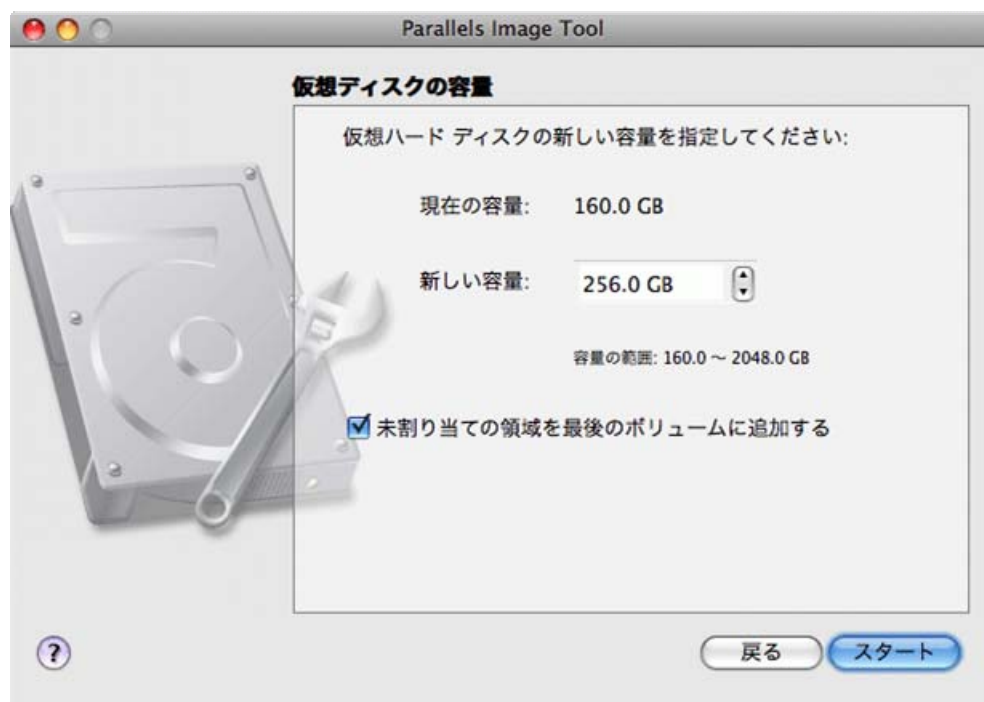 Parallels Image Tool
仮想ディスクの容量
仮想ハード ディスクの新しい容量を指定してください:
現在の容量: 160.0 GB
新しい容量: 256.0 GB
容量の範囲: 160.0 ～ 2048.0 GB
未割り当ての領域を最後のボリュームに追加する
?
戻る スタート